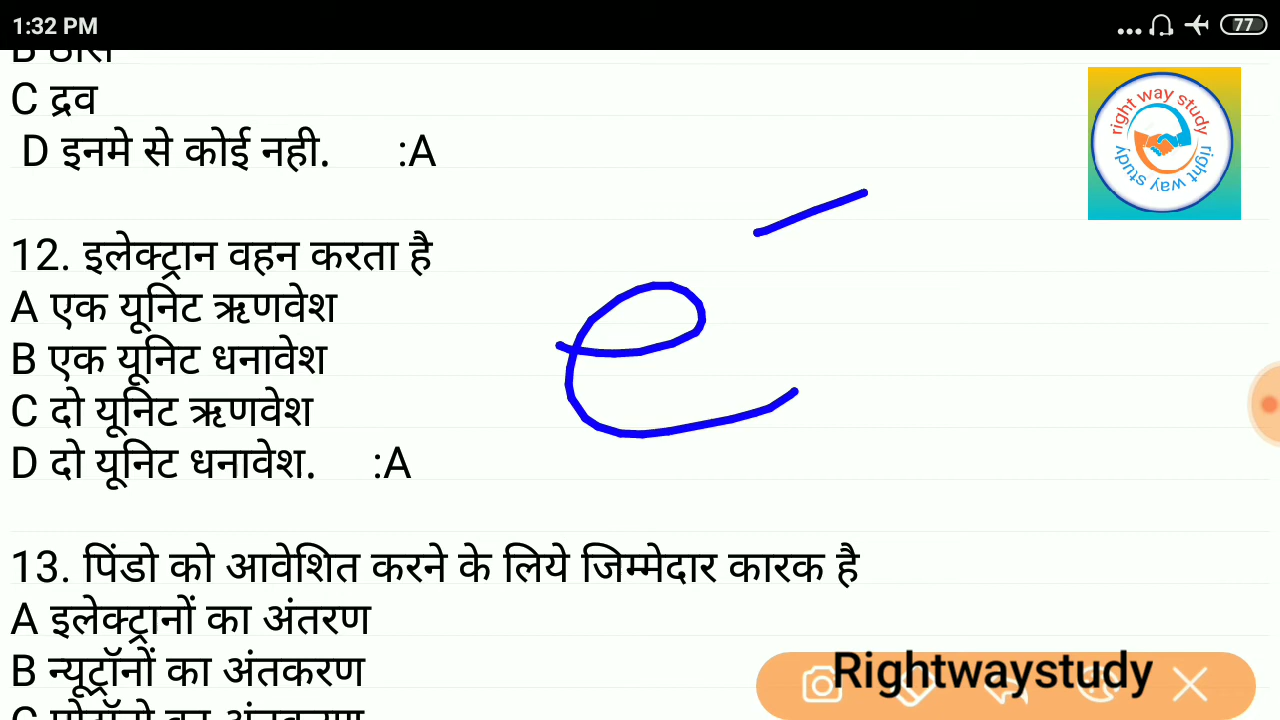 1:32 PM
77
C द्रव
D इनमे से कोई नही. :A
right way study
right way study
12. इलेक्ट्रान वहन करता है
A एक यूनिट ऋणवेश
B एक यूनिट धनावेश
C दो यूनिट ऋणवेश
D दो यूनिट धनावेश. :A
e-
13. पिंडो को आवेशित करने के लिये जिम्मेदार कारक है
A इलेक्ट्रानों का अंतरण
B न्यूट्रॉनों का अंतकरण
Rightwaystudy